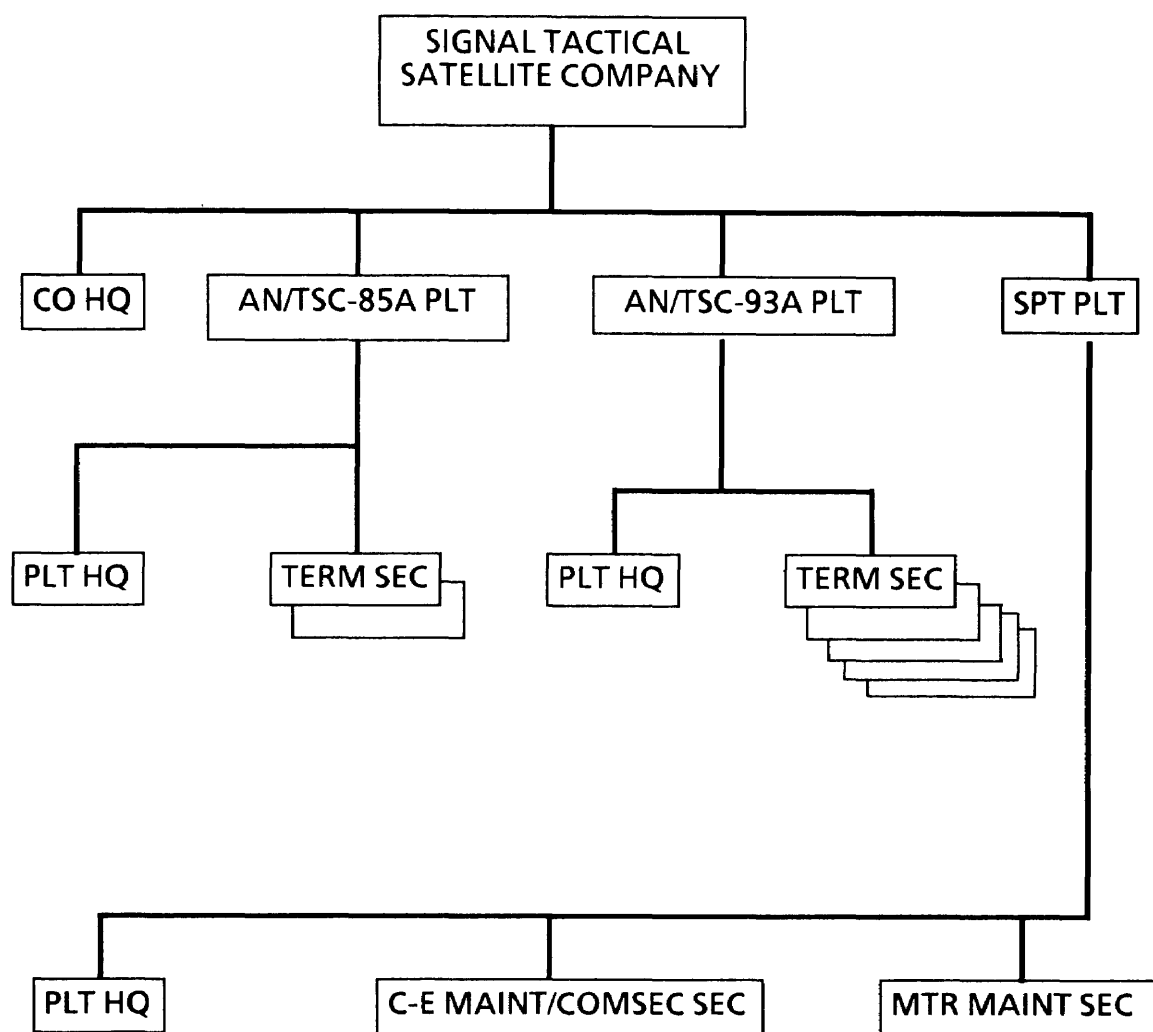 SIGNAL TACTICAL
SATELLITE COMPANY
CO HQ
AN/TSC-85A PLT
AN/TSC-93A PLT
SPT PLT
PLT HQ
TERM SEC
PLT HQ
TERM SEC
PLT HQ
C-E MAINT/COMSEC SEC
MTR MAINT SEC